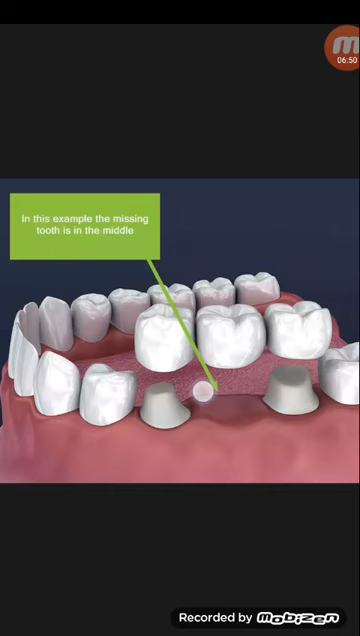 06:50
In this example the missing
tooth is in the middle
Recorded by Mobizen